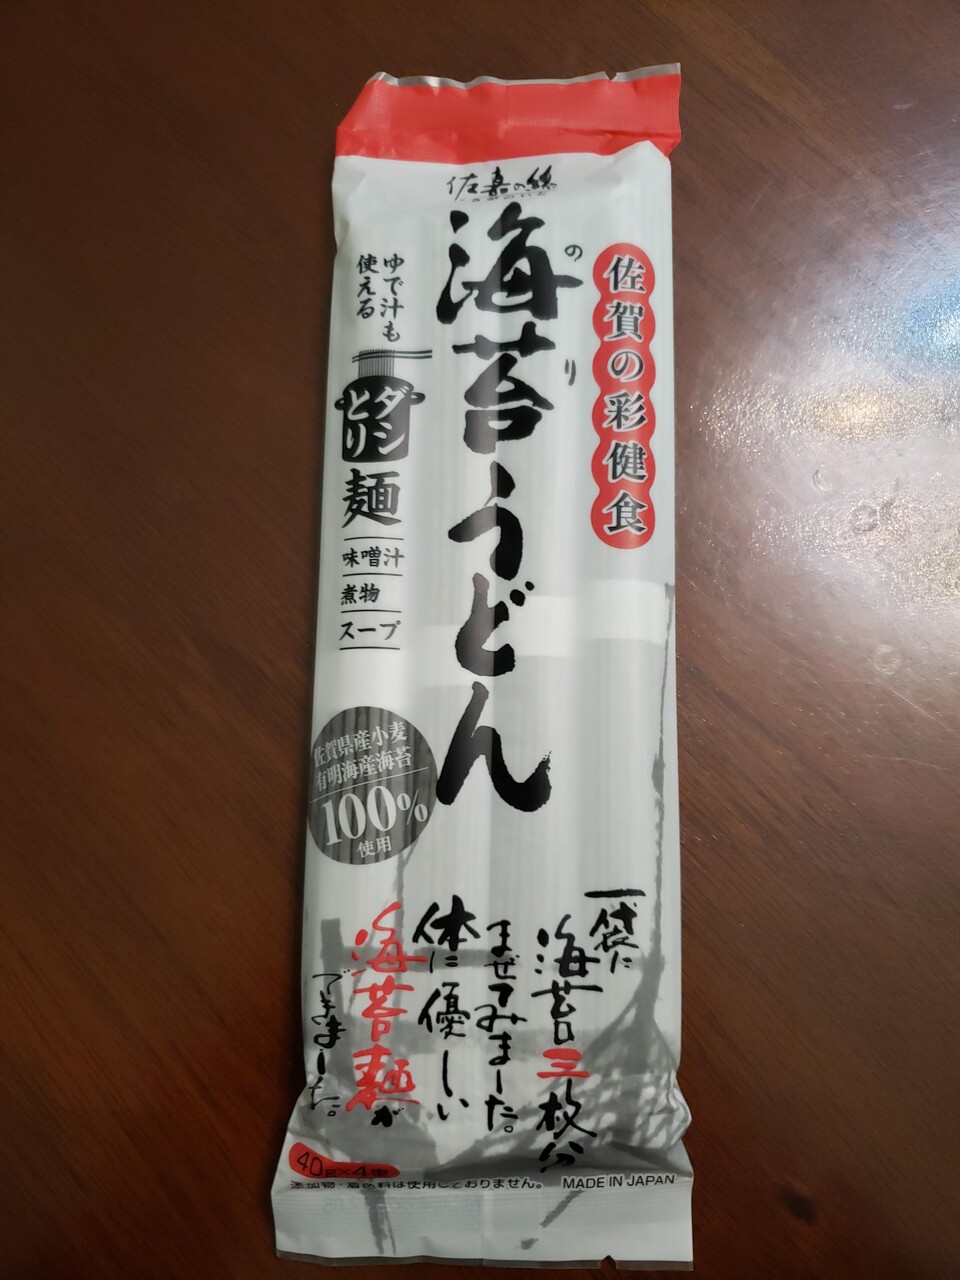 佐嘉の絲
海苔うどん
のり
佐賀の彩健食
ゆで汁も
使える
ダシ
とり
麺
味噌汁
煮物
スープ
佐賀県産小麦
有明海産海苔
100%
使用
一袋に
海苔三枚分
まぜてみました。
体に優しい
海苔麺が
できました。
40g×4束
添加物・着色料は使用しておりません。
MADE IN JAPAN